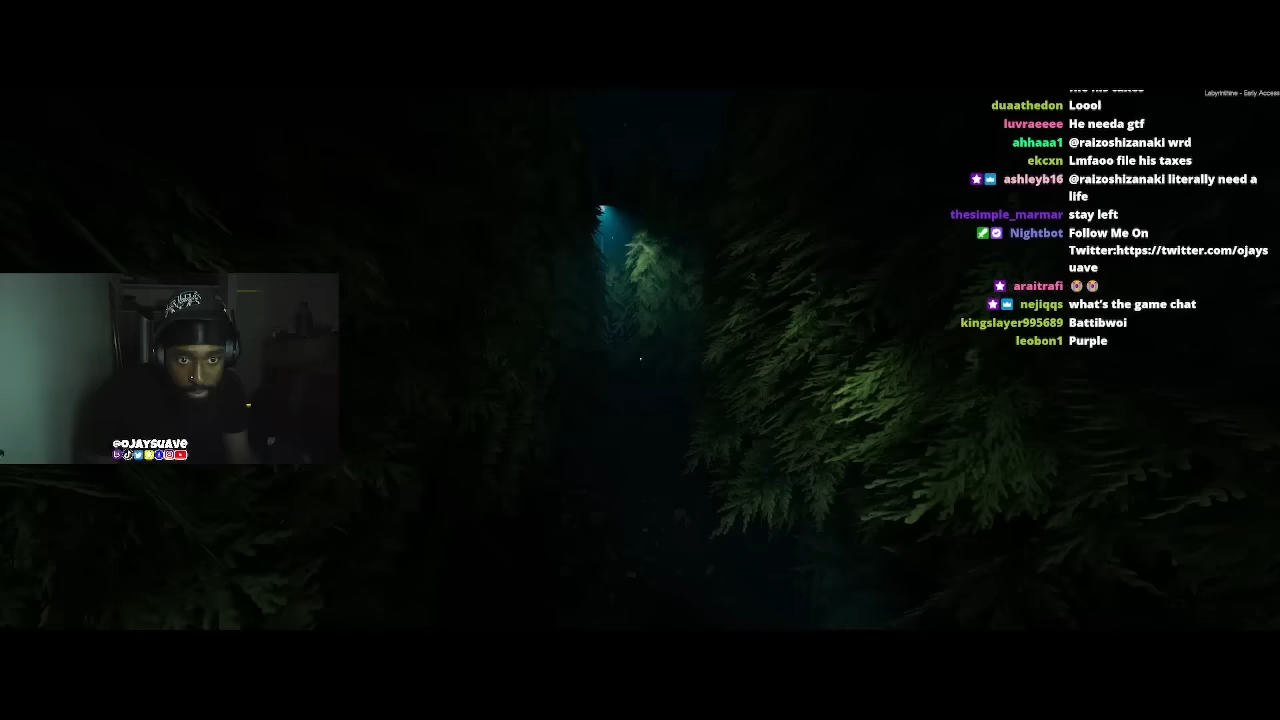 Labyrinthine - Early Access
duaathedon Loool
luvraeeee He needa gtf
ahhaaa1 @raizoshizanaki wrd
ekcxn Lmfaoo file his taxes
ashleyb16 @raizoshizanaki literally need a
life
thesimple_marmar stay left
Nightbot Follow Me On
Twitter:https://twitter.com/ojays
uave
araitrafi
nejiqqs what's the game chat
kingslayer995689 Battibwoi
leobon1 Purple
@OJAYSUAVE